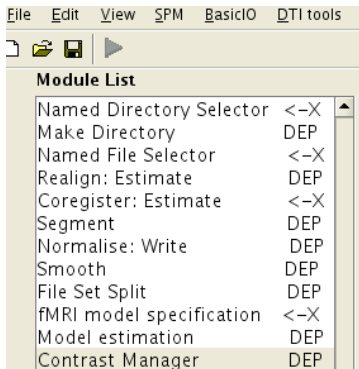 File Edit View SPM BasicIO DTI tools
Module List
Named Directory Selector <-X
Make Directory DEP
Named File Selector <-X
Realign: Estimate DEP
Coregister: Estimate <-X
Segment DEP
Normalise: Write DEP
Smooth DEP
File Set Split DEP
fMRI model specification <-X
Model estimation DEP
Contrast Manager DEP